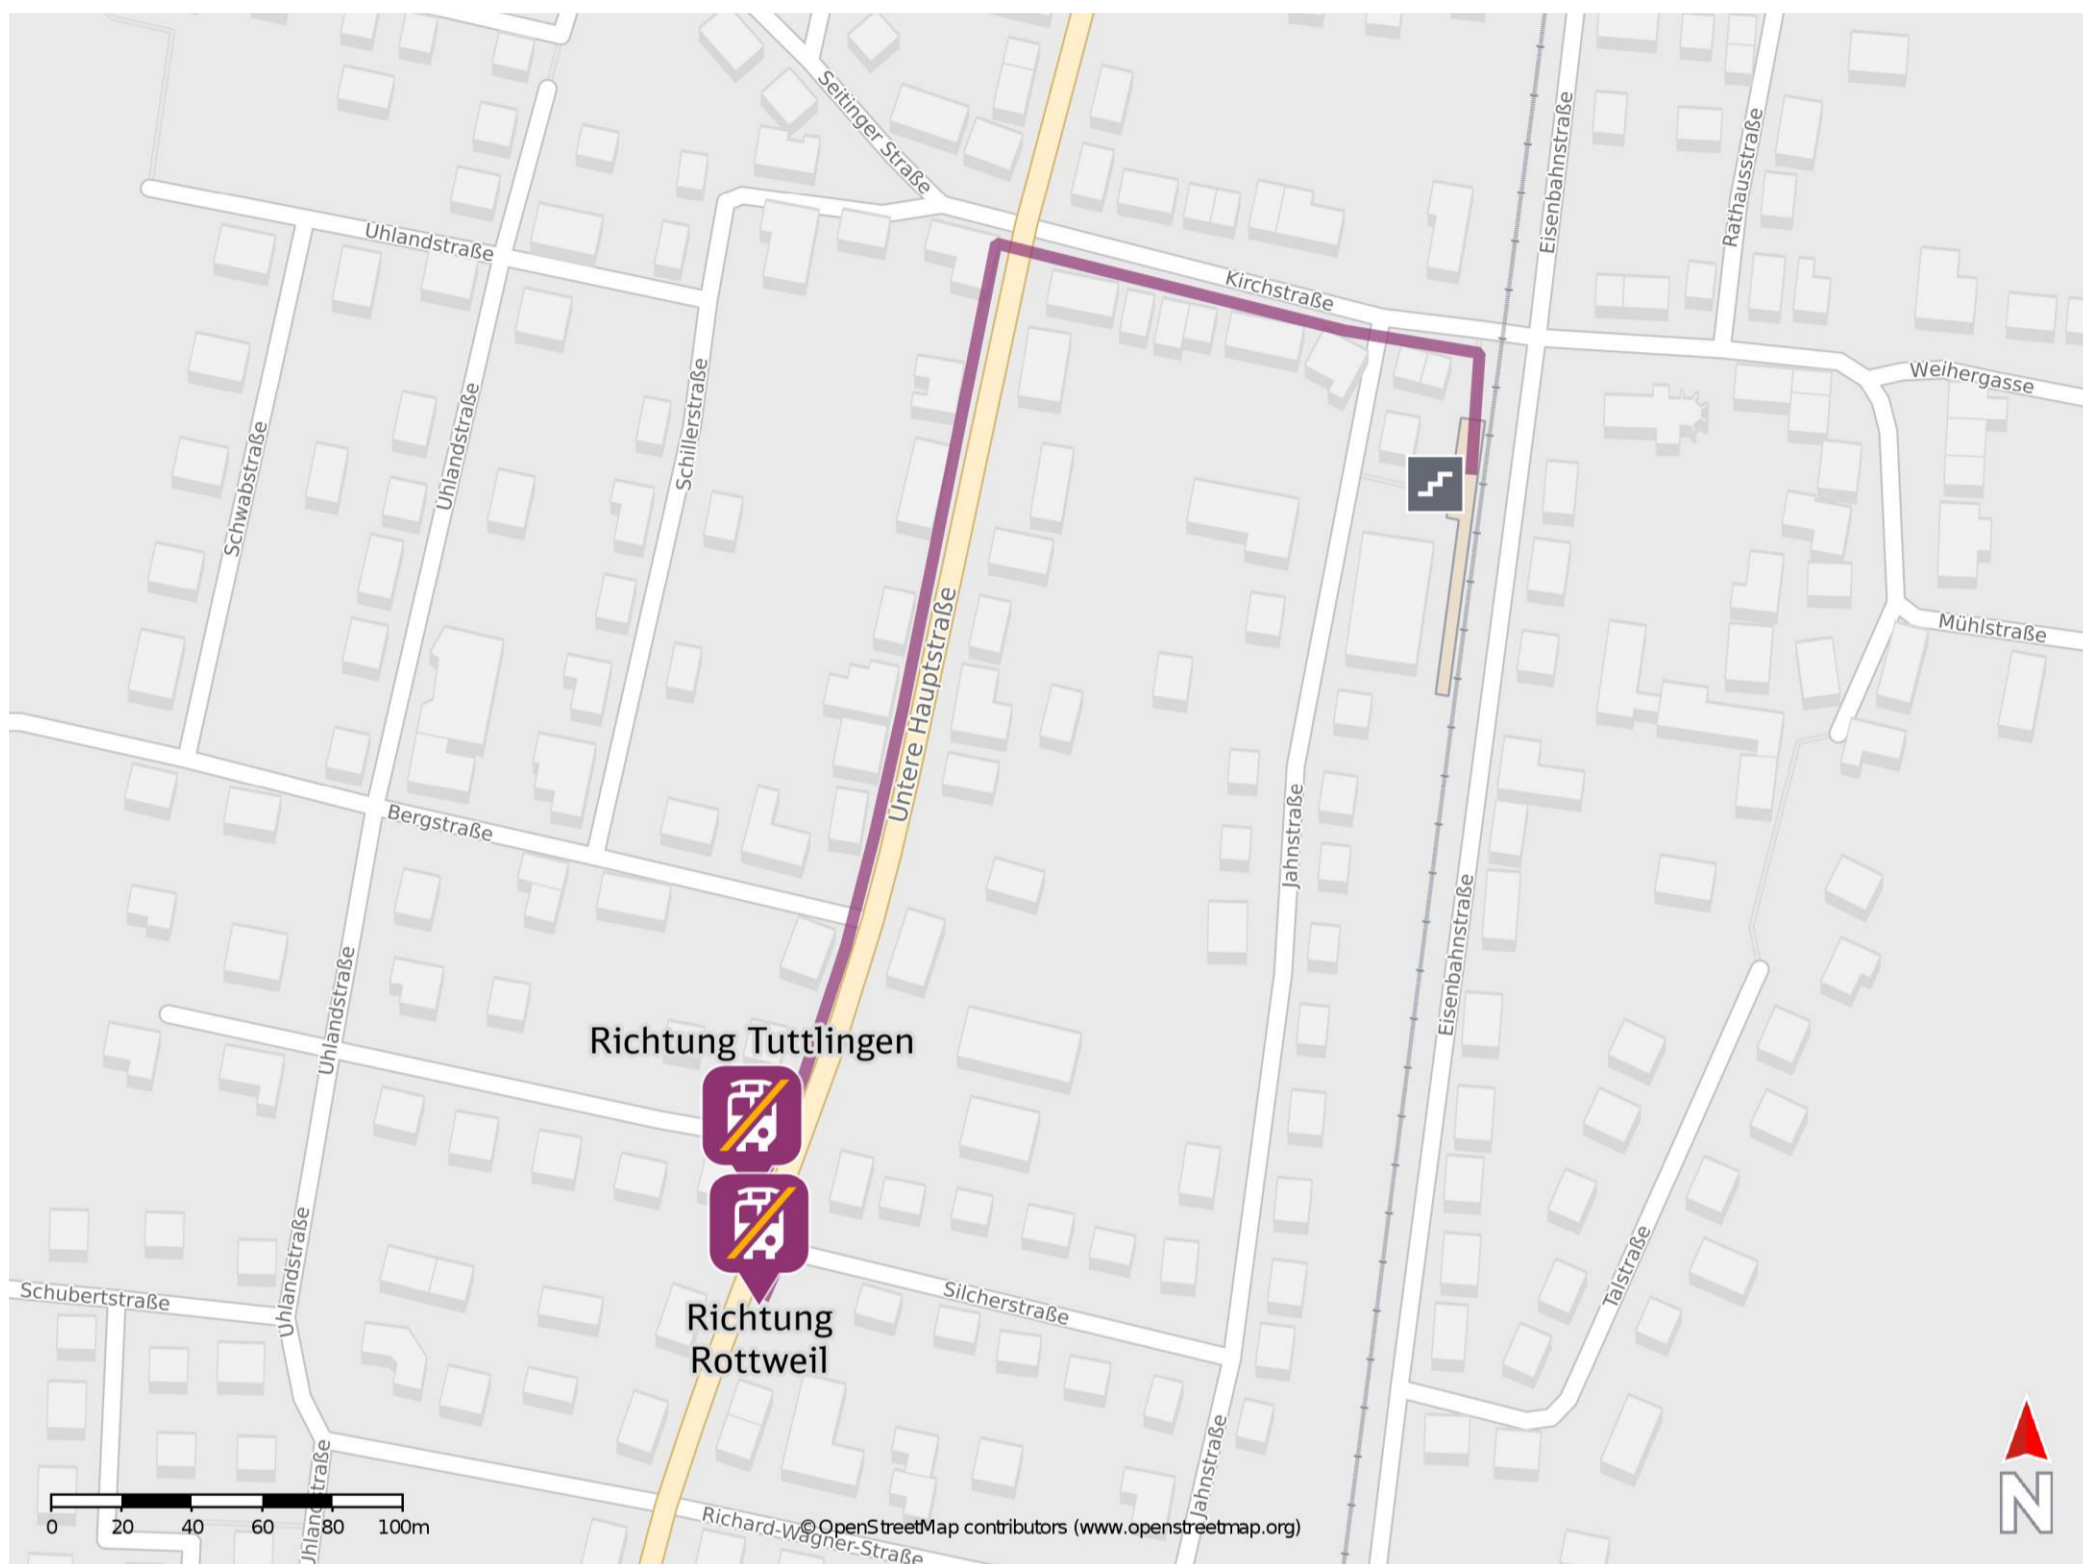 Seitinger Straße
Eisenbahnstraße
Rathausstraße
Uhlandstraße
Kirchstraße
Weihergasse
Schillerstraße
Uhlandstraße
Schwabstraße
Untere Hauptstraße
Mühlstraße
Bergstraße
Jahnstraße
Eisenbahnstraße
Uhlandstraße
Richtung Tuttlingen
Uhlandstraße
Talstraße
Schubertstraße
Silcherstraße
Richtung
Rottweil
Jahnstraße
Uhlandstraße
N
0 20 40 60 80 100m
Richard-Wagner-Straße
© OpenStreetMap contributors (www.openstreetmap.org)